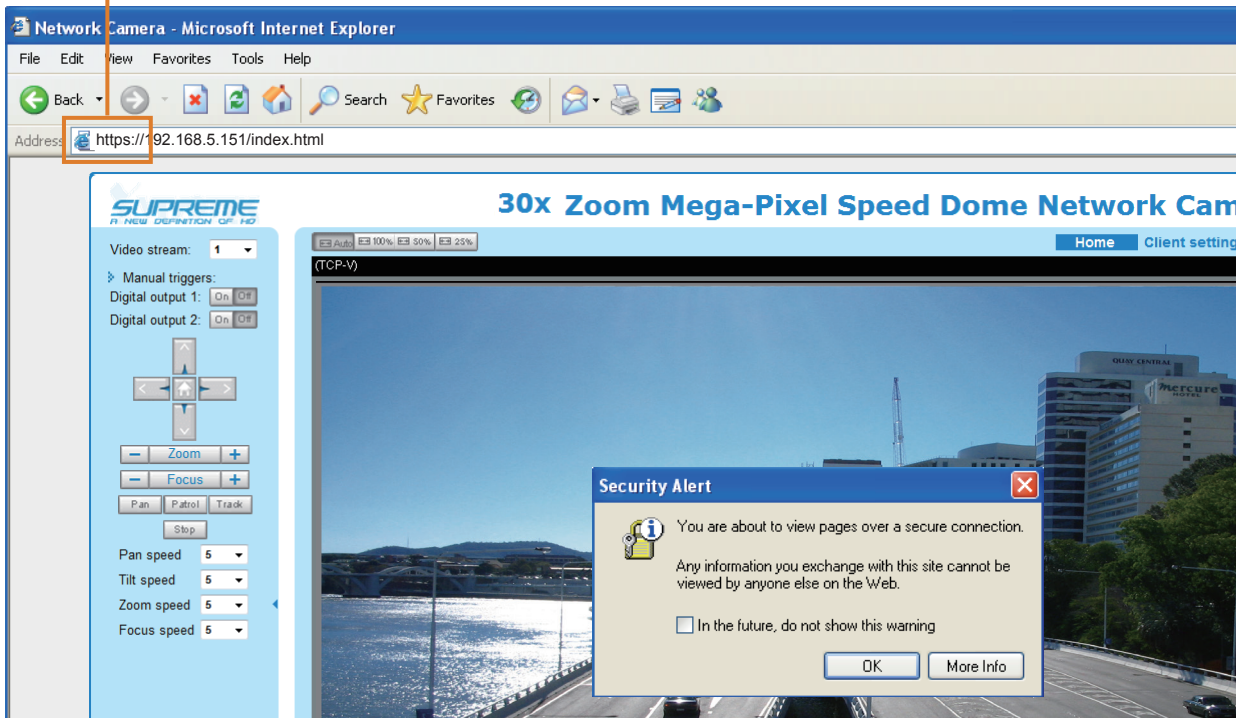 Network Camera - Microsoft Internet Explorer
File Edit View Favorites Tools Help
Back Search Favorites
Address https://192.168.5.151/index.html
SUPREME
A NEW DEFINITION OF HD
30x Zoom Mega-Pixel Speed Dome Network Cam
Video stream: 1
Auto 100% 50% 25%
Home Client setting
(TCP-V)
Manual triggers:
Digital output 1: On Off
Digital output 2: On Off
Zoom
Focus
Pan Patrol Track
Stop
Pan speed 5
Tilt speed 5
Zoom speed 5
Focus speed 5
QUAY CENTRAL
Mercure
HOTEL
Security Alert
You are about to view pages over a secure connection.
Any information you exchange with this site cannot be
viewed by anyone else on the Web.
In the future, do not show this warning
OK More Info